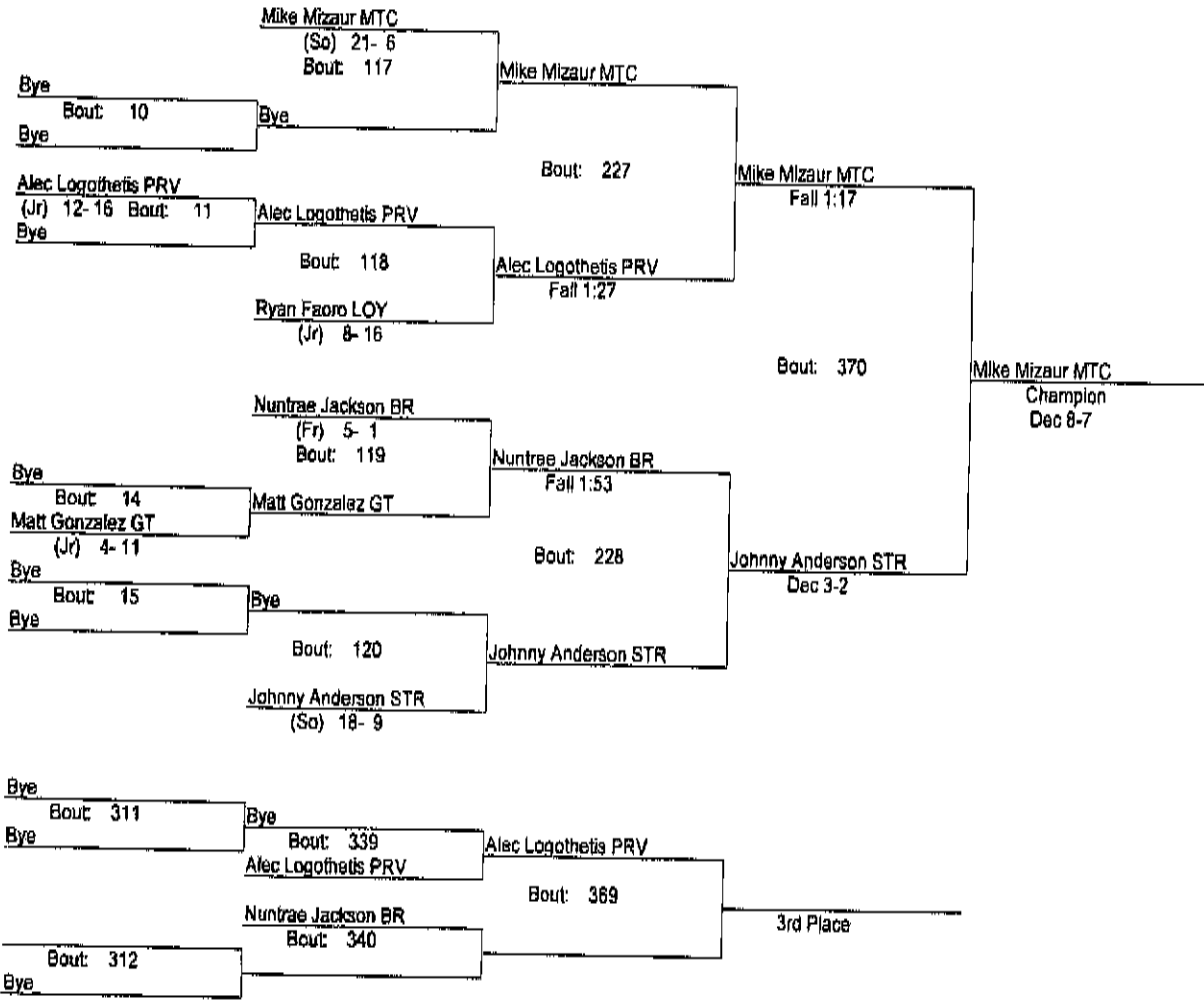 Mike Mizaur MTC
(So) 21- 6
Bout: 117
Mike Mizaur MTC
Bye
Bout: 10
Bye
Bye
Bout: 227
Mike Mizaur MTC
Fall 1:17
Alec Logothetis PRV
(Jr) 12- 16 Bout: 11
Bye
Alec Logothetis PRV
Bout: 118
Alec Logothetis PRV
Fall 1:27
Ryan Faoro LOY
(Jr) 8- 16
Bout: 370
Mike Mizaur MTC
Champion
Dec 8-7
Nuntrae Jackson BR
(Fr) 5- 1
Bout: 119
Nuntrae Jackson BR
Fall 1:53
Bye
Bout: 14
Matt Gonzalez GT
Matt Gonzalez GT
(Jr) 4- 11
Bout: 228
Johnny Anderson STR
Dec 3-2
Bye
Bout: 15
Bye
Bye
Bout: 120
Johnny Anderson STR
Johnny Anderson STR
(So) 18- 9
Bye
Bout: 311
Bye
Bye
Bout: 339
Alec Logothetis PRV
Alec Logothetis PRV
Bout: 369
3rd Place
Nuntrae Jackson BR
Bout: 340
Bout: 312
Bye